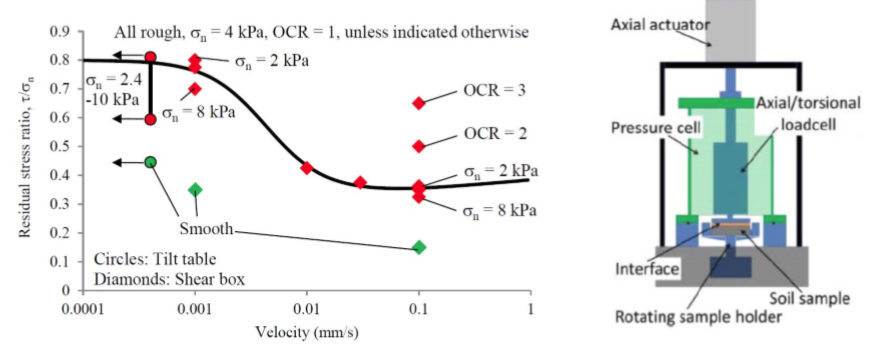 All rough, σn = 4 kPa, OCR = 1, unless indicated otherwise
0.9
0.8
0.7
0.6
0.5
0.4
0.3
0.2
0.1
0
Residual stress ratio, τ/σn
σn = 2.4
-10 kPa
σn = 2 kPa
σn = 8 kPa
OCR = 3
OCR = 2
σn = 2 kPa
σn = 8 kPa
Smooth
Circles: Tilt table
Diamonds: Shear box
0.0001
0.001
0.01
0.1
1
Velocity (mm/s)
Axial actuator
Axial/torsional
loadcell
Pressure cell
Interface
Soil sample
Rotating sample holder